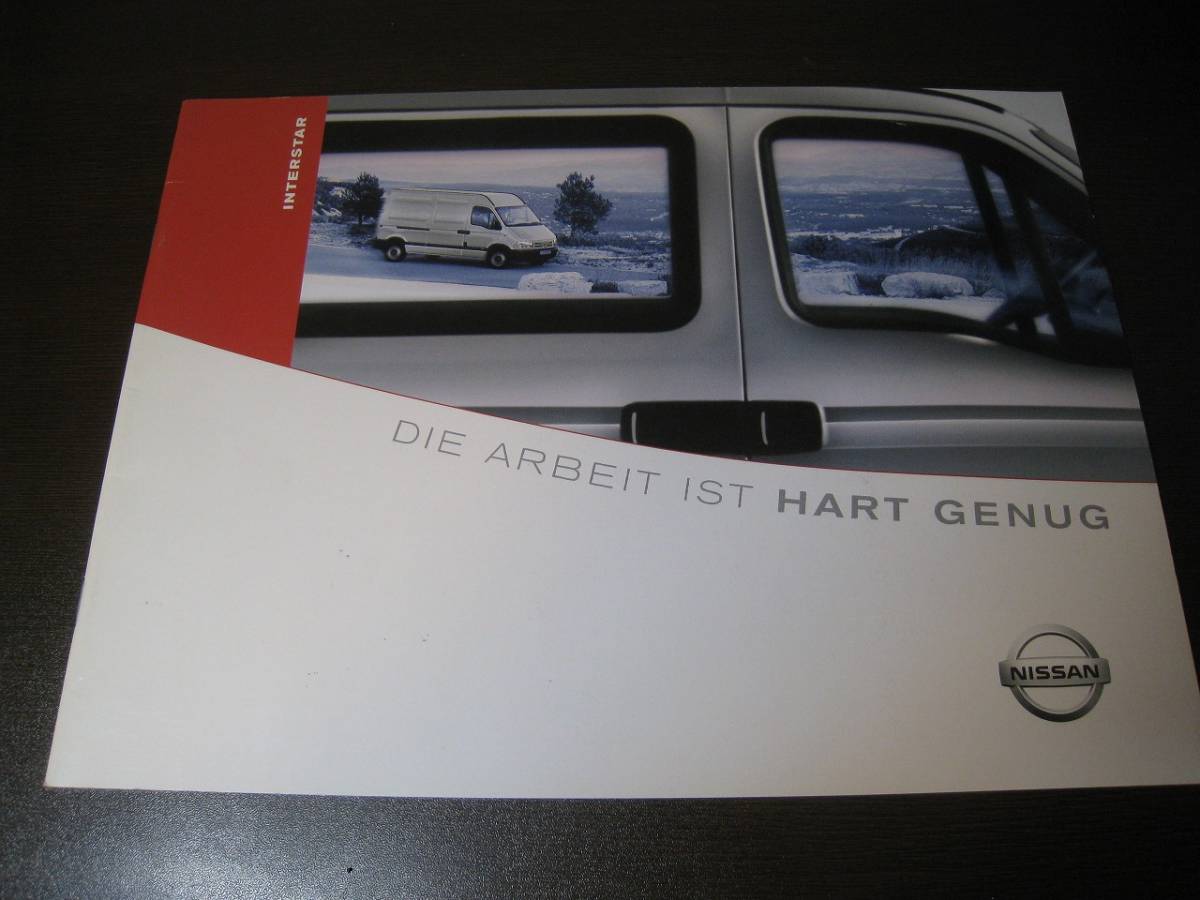 INTERSTAR
DIE ARBEIT IST HART GENUG
NISSAN